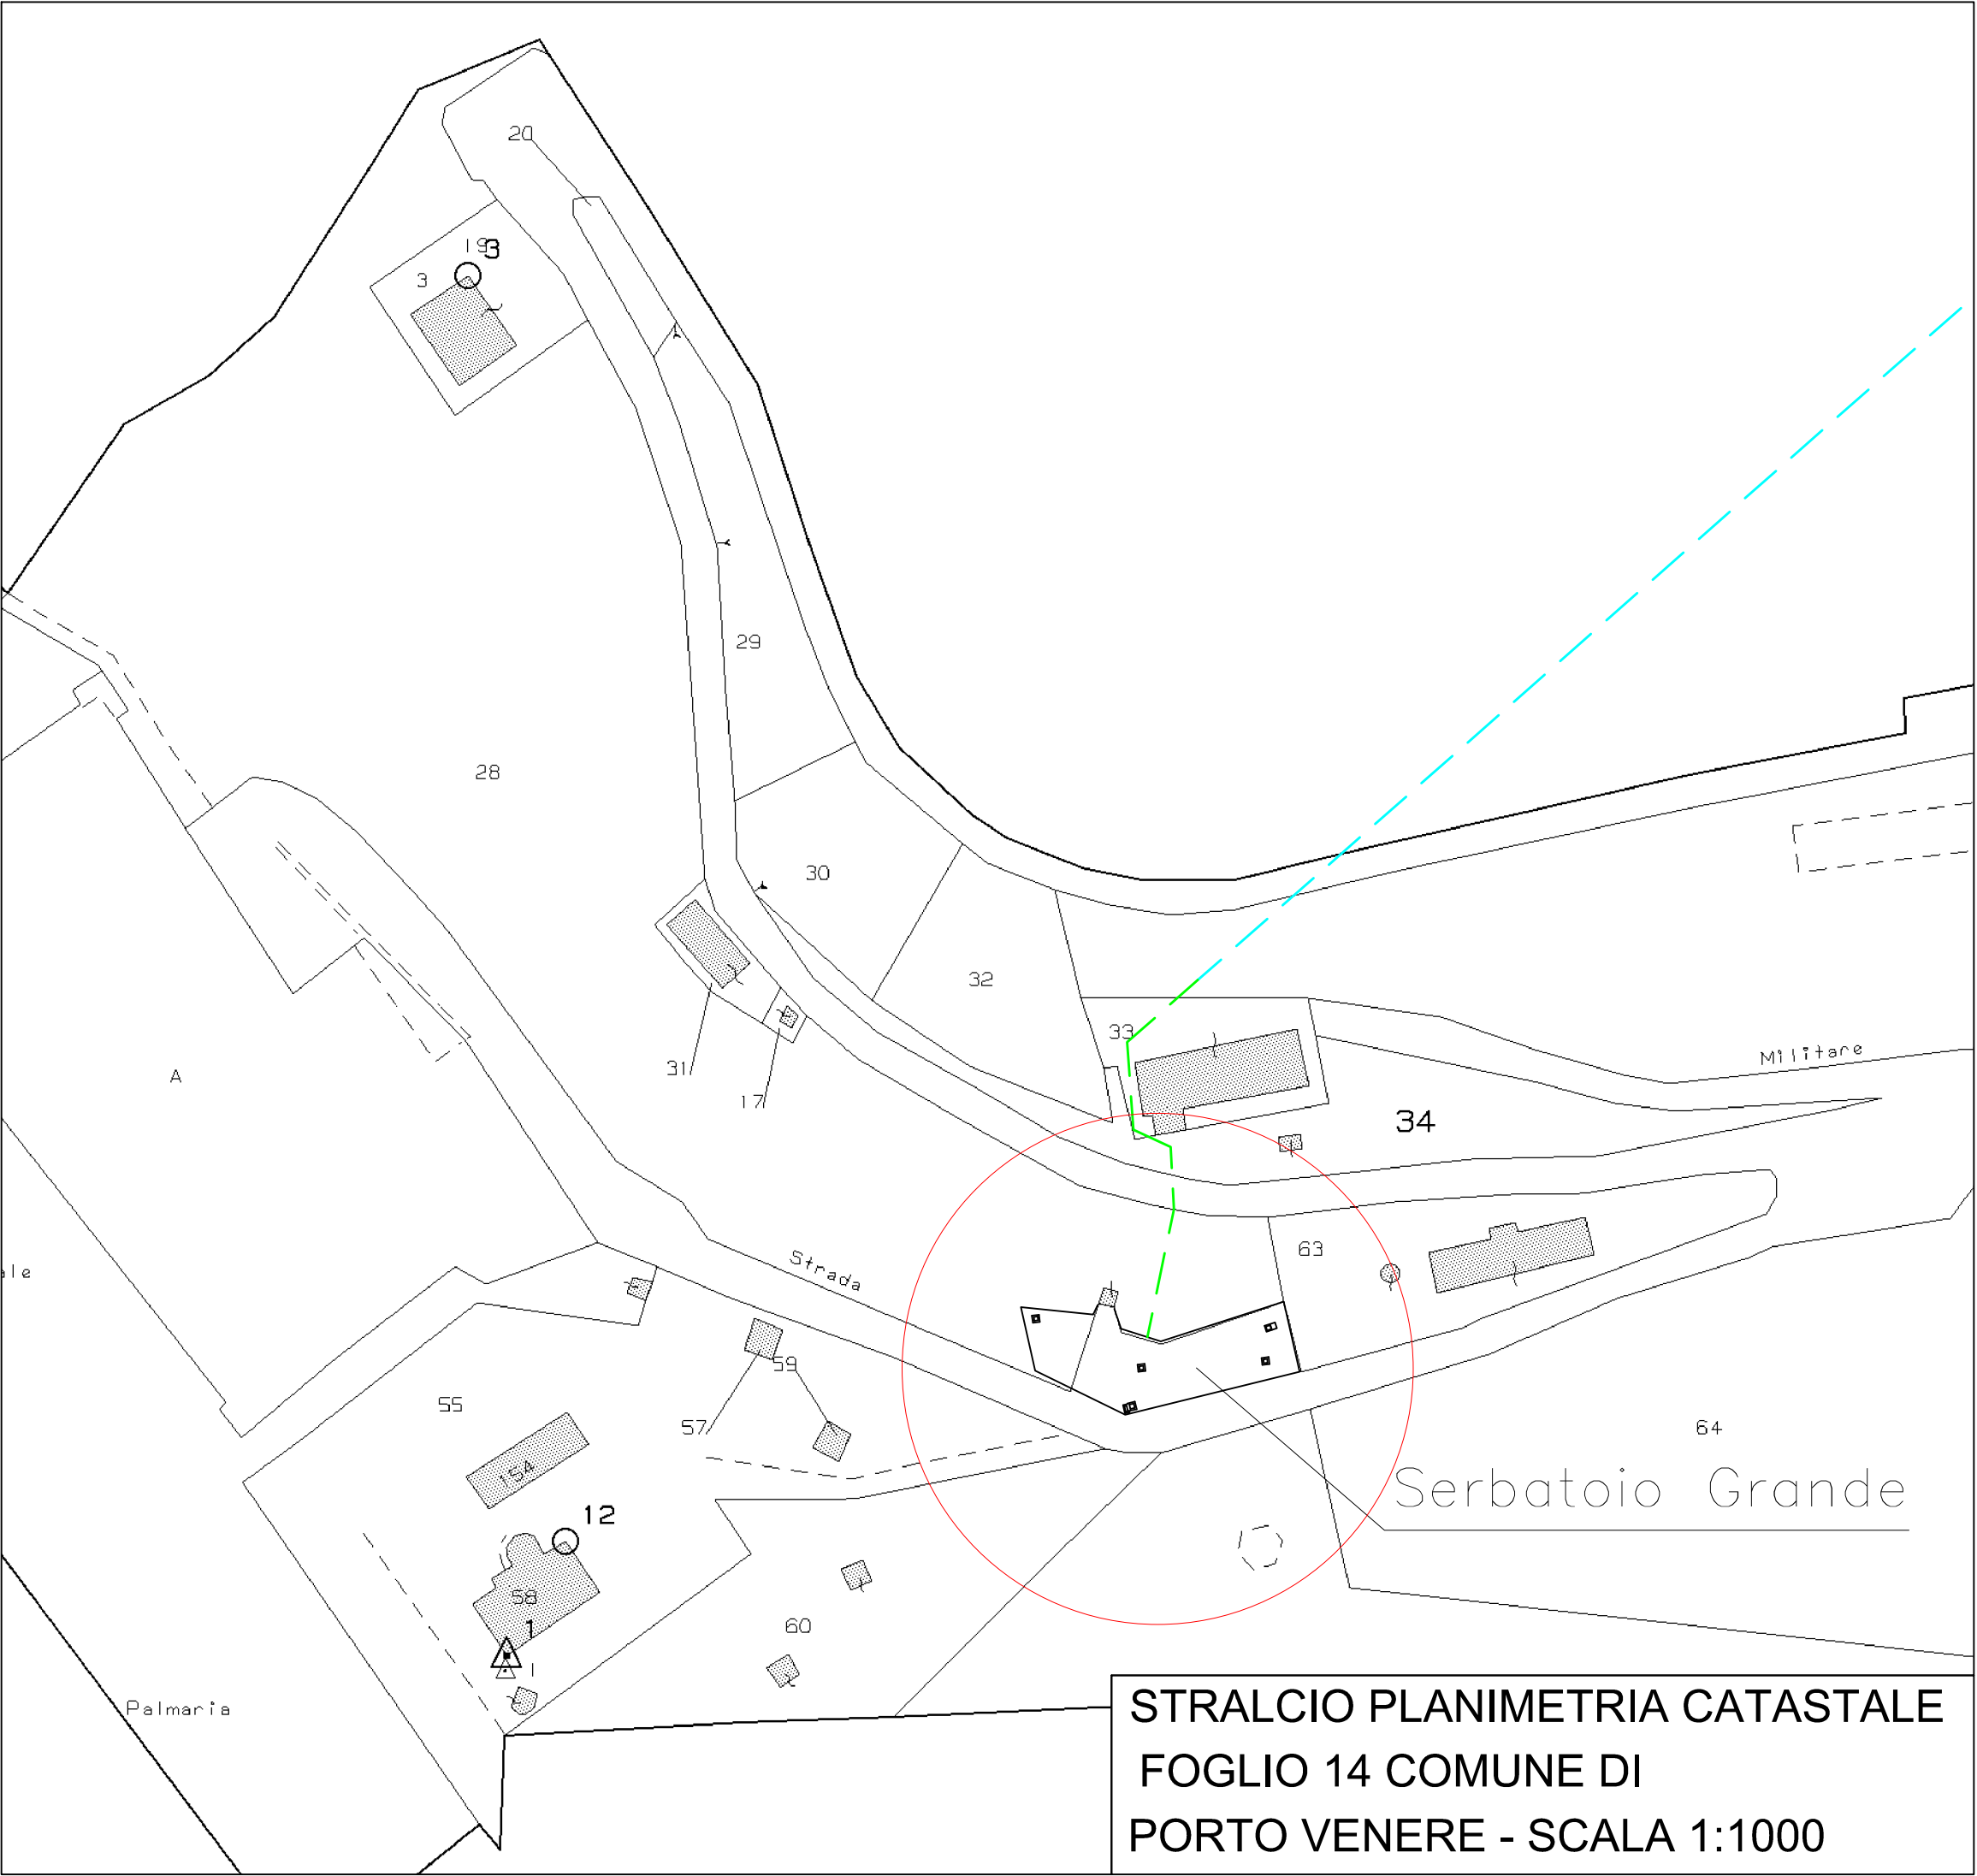 20
19
3
3
29
28
30
32
33
Militare
31
17
A
34
63
Strada
59
55
57
64
154
Serbatoio Grande
12
58
1
60
1
Palmaria
STRALCIO PLANIMETRIA CATASTALE
FOGLIO 14 COMUNE DI
PORTO VENERE - SCALA 1:1000